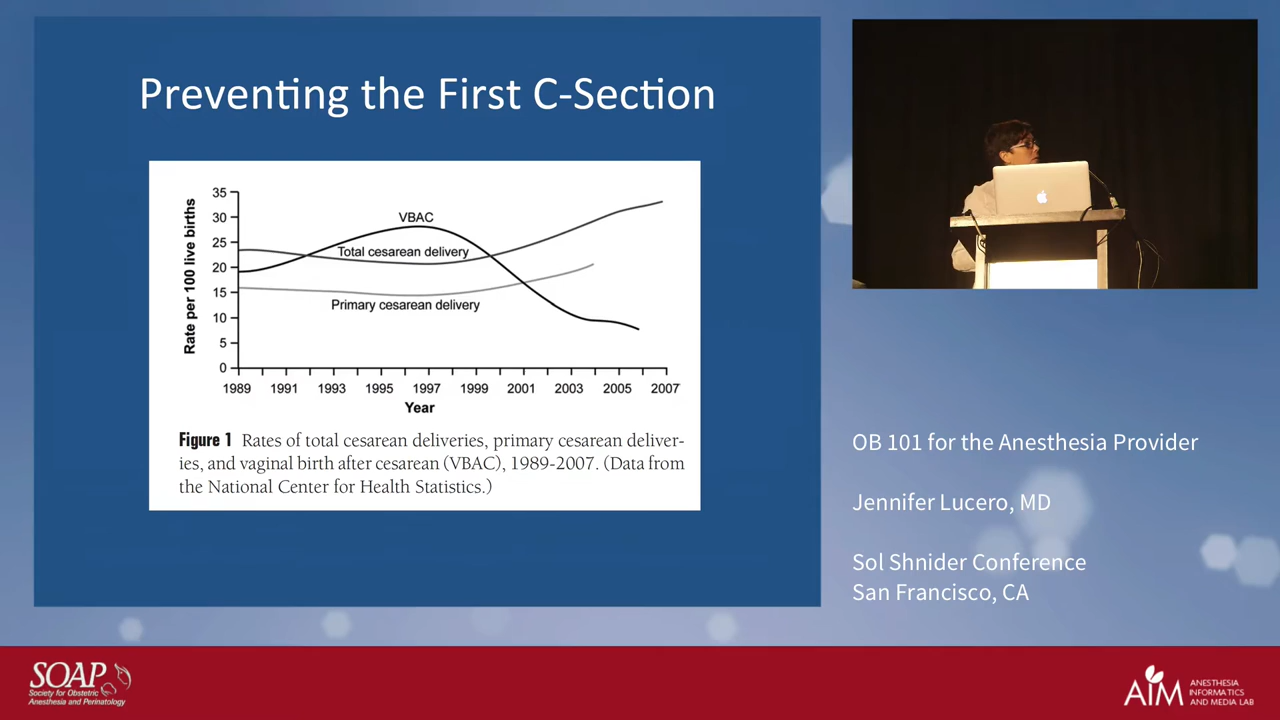 Preventing the First C-Section
Rate per 100 live births
35
30
25
20
15
10
5
0
VBAC
Total cesarean delivery
Primary cesarean delivery
1989 1991 1993 1995 1997 1999 2001 2003 2005 2007
Year
Figure 1 Rates of total cesarean deliveries, primary cesarean deliver-
ies, and vaginal birth after cesarean (VBAC), 1989-2007. (Data from
the National Center for Health Statistics.)
OB 101 for the Anesthesia Provider
Jennifer Lucero, MD
Sol Shnider Conference
San Francisco, CA
SOAP
Society for Obstetric
Anesthesia and Perinatology
AIM
ANESTHESIA
INFORMATICS
AND MEDIA LAB